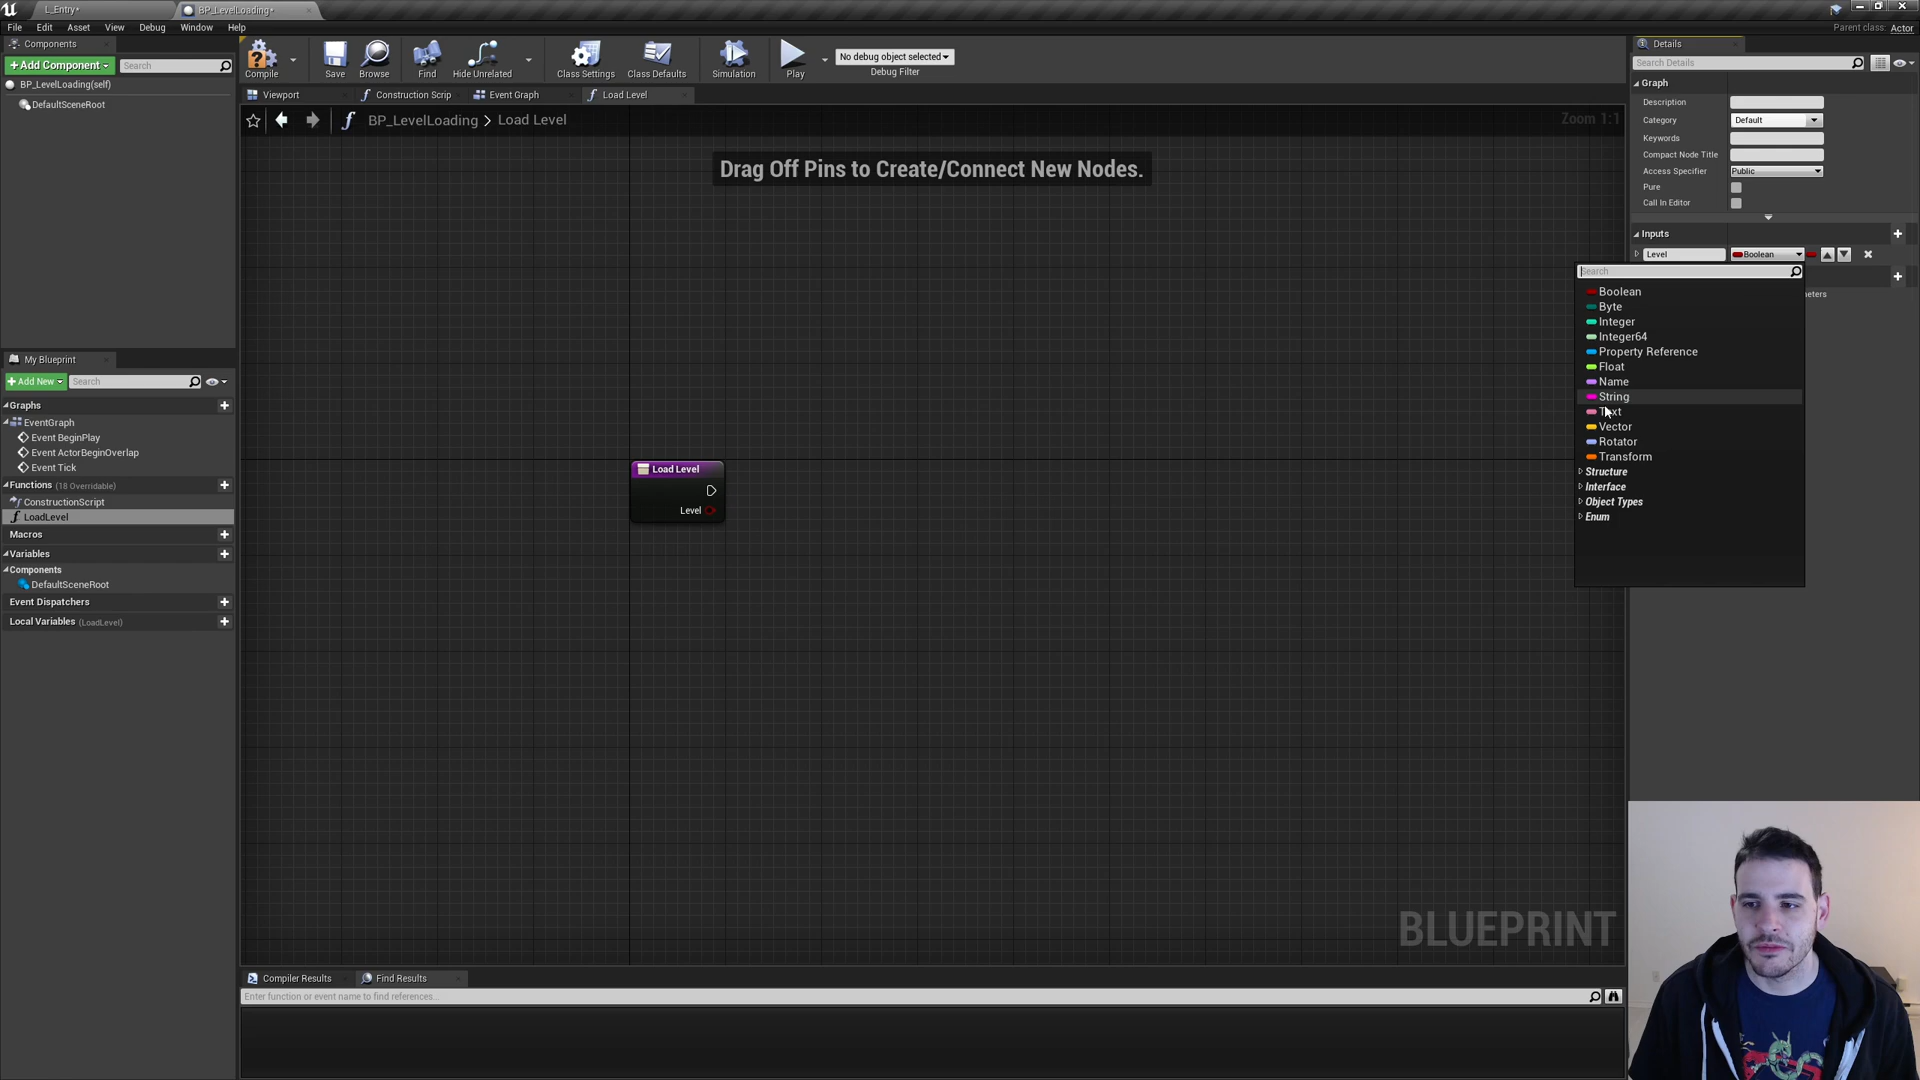 L_Entry*
BP_LevelLoading*
File Edit Asset View Debug Window Help
Parent class: Actor
Components
+ Add Component
Search
BP_LevelLoading(self)
DefaultSceneRoot
Compile
Save
Browse
Find
Hide Unrelated
Class Settings
Class Defaults
Simulation
Play
No debug object selected
Debug Filter
Viewport
Construction Scrip
Event Graph
Load Level
BP_LevelLoading > Load Level
Zoom 1:1
Drag Off Pins to Create/Connect New Nodes.
My Blueprint
+ Add New
Search
Graphs
EventGraph
Event BeginPlay
Event ActorBeginOverlap
Event Tick
Functions (18 Overridable)
ConstructionScript
LoadLevel
Macros
Variables
Components
DefaultSceneRoot
Event Dispatchers
Local Variables (LoadLevel)
Load Level
Level
BLUEPRINT
Compiler Results
Find Results
Enter function or event name to find references...
Details
Search Details
Graph
Description
Category Default
Keywords
Compact Node Title
Access Specifier Public
Pure
Call In Editor
Inputs
Level Boolean
Search
Boolean
Byte
Integer
Integer64
Property Reference
Float
Name
String
Text
Vector
Rotator
Transform
Structure
Interface
Object Types
Enum